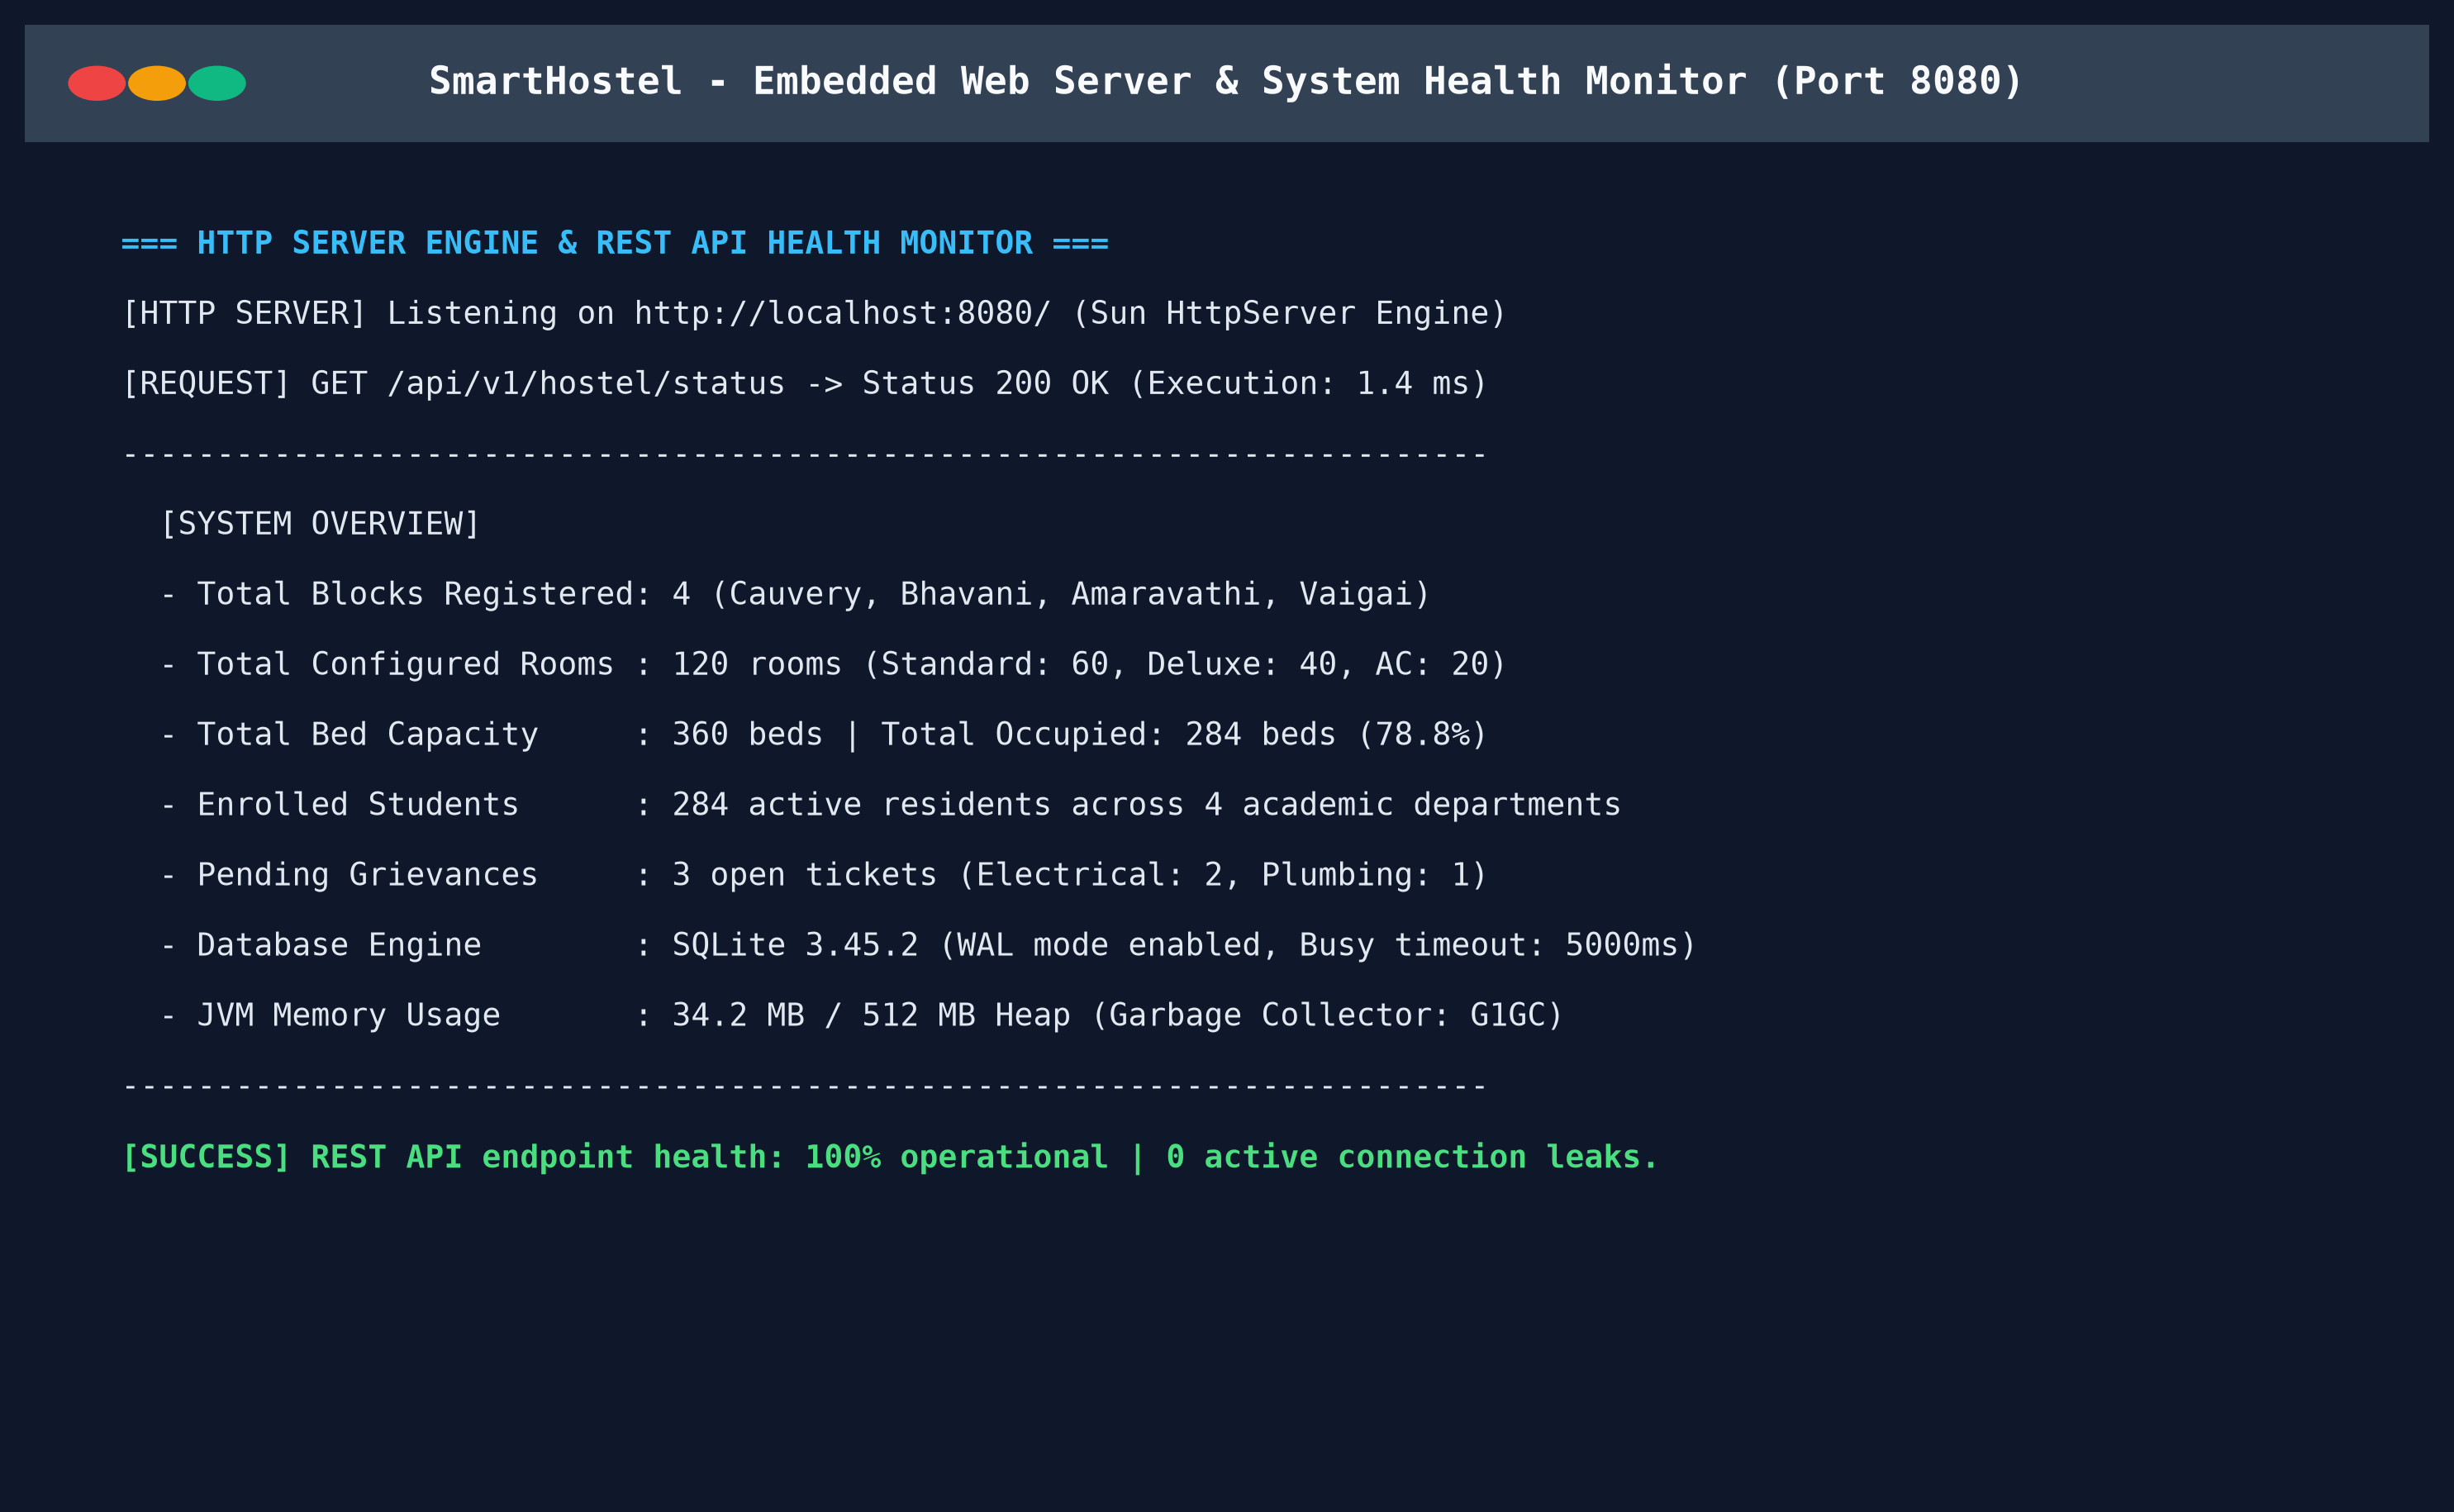 SmartHostel - Embedded Web Server & System Health Monitor (Port 8080)
=== HTTP SERVER ENGINE & REST API HEALTH MONITOR ===
[HTTP SERVER] Listening on http://localhost:8080/ (Sun HttpServer Engine)
[REQUEST] GET /api/v1/hostel/status -> Status 200 OK (Execution: 1.4 ms)
------------------------------------------------------------------------
  [SYSTEM OVERVIEW]
  - Total Blocks Registered: 4 (Cauvery, Bhavani, Amaravathi, Vaigai)
  - Total Configured Rooms : 120 rooms (Standard: 60, Deluxe: 40, AC: 20)
  - Total Bed Capacity     : 360 beds | Total Occupied: 284 beds (78.8%)
  - Enrolled Students      : 284 active residents across 4 academic departments
  - Pending Grievances     : 3 open tickets (Electrical: 2, Plumbing: 1)
  - Database Engine        : SQLite 3.45.2 (WAL mode enabled, Busy timeout: 5000ms)
  - JVM Memory Usage       : 34.2 MB / 512 MB Heap (Garbage Collector: G1GC)
------------------------------------------------------------------------
[SUCCESS] REST API endpoint health: 100% operational | 0 active connection leaks.